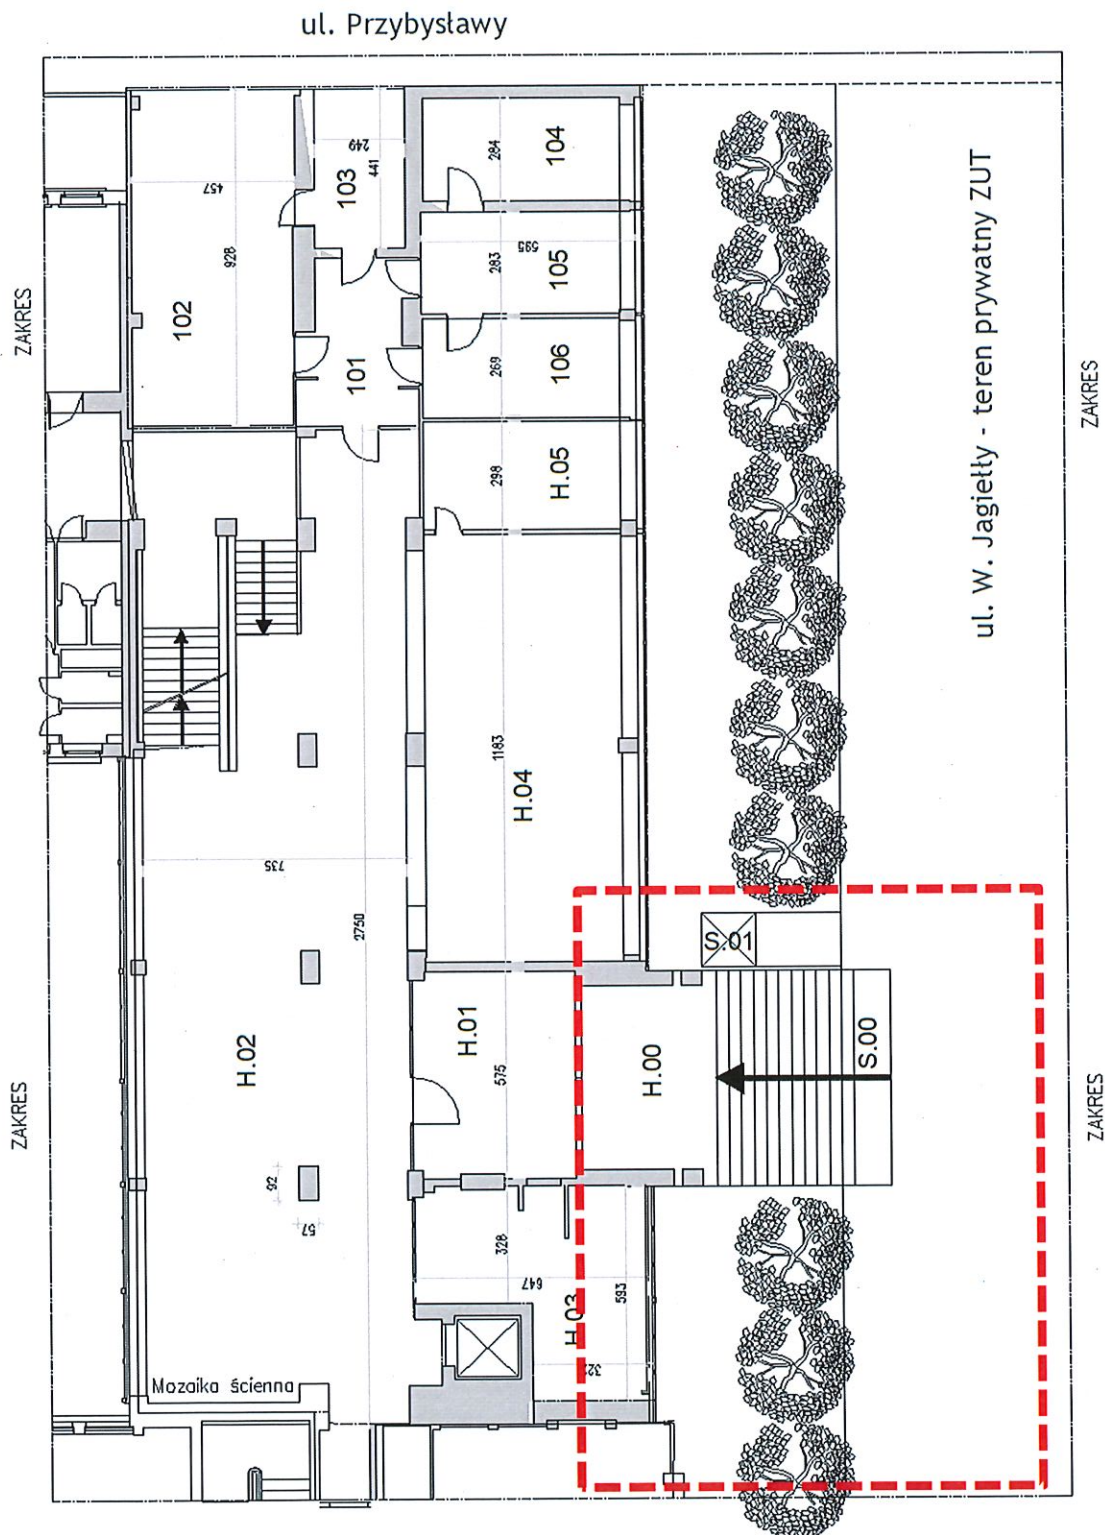 ul. Przybysławy
ZAKRES
ZAKRES
ZAKRES
ZAKRES
ul. W. Jagiełły - teren prywatny ZUT
457
928
102
249
441
103
284
104
595
283
105
101
269
106
298
H.05
1183
H.04
735
2750
H.02
S.01
H.01
575
H.00
S.00
92
57
328
647
593
H.03
Mozaika ścienna